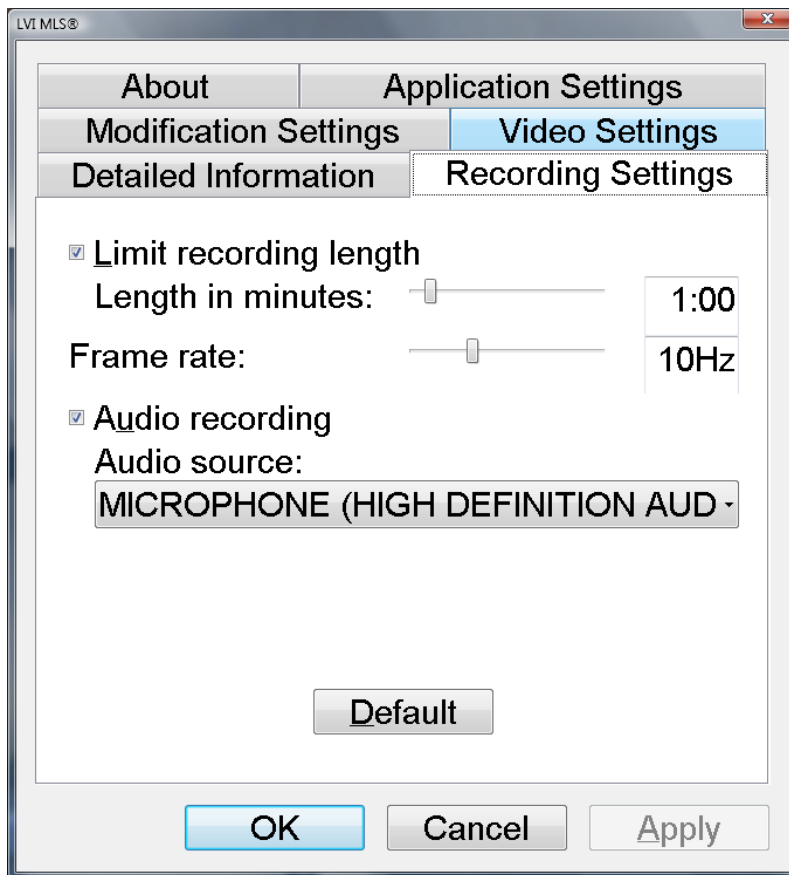 LVI MLS®
About
Application Settings
Modification Settings
Video Settings
Detailed Information
Recording Settings
Limit recording length
Length in minutes:
1:00
Frame rate:
10Hz
Audio recording
Audio source:
MICROPHONE (HIGH DEFINITION AUD
Default
OK
Cancel
Apply